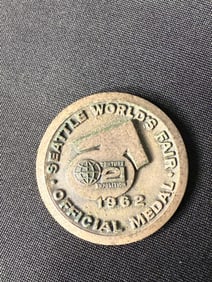 SEATTLE WORLD'S FAIR
CENTURY
21
EXPOSITION
1962
OFFICIAL MEDAL